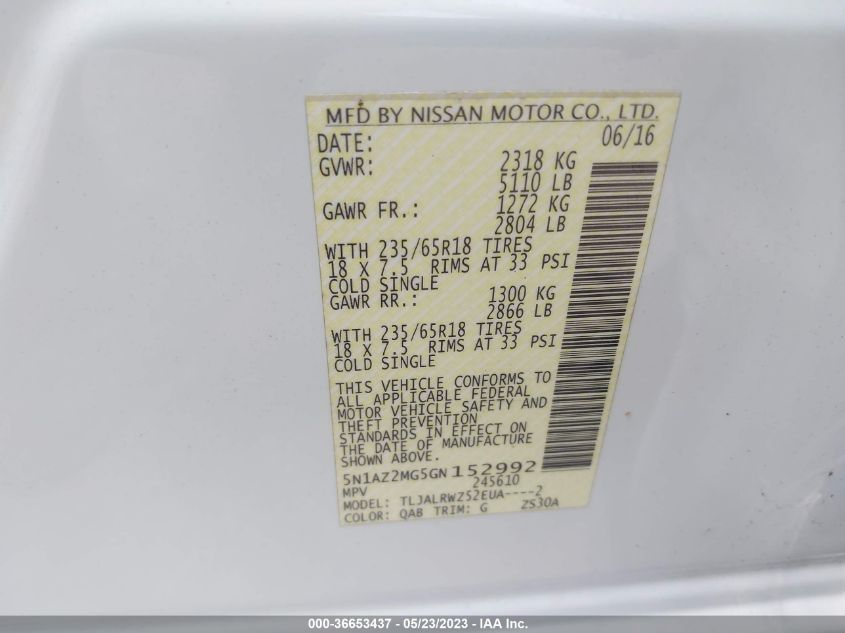 MFD BY NISSAN MOTOR CO., LTD.
DATE: 06/16
GVWR: 2318 KG
5110 LB
GAWR FR.: 1272 KG
2804 LB
WITH 235/65R18 TIRES
18 X 7.5 RIMS AT 33 PSI
COLD SINGLE
GAWR RR.: 1300 KG
2866 LB
WITH 235/65R18 TIRES
18 X 7.5 RIMS AT 33 PSI
COLD SINGLE
THIS VEHICLE CONFORMS TO
ALL APPLICABLE FEDERAL
MOTOR VEHICLE SAFETY AND
THEFT PREVENTION
STANDARDS IN EFFECT ON
THE DATE OF MANUFACTURE
SHOWN ABOVE.
5N1AZ2MG5GN152992
MPV 245610
MODEL: TLJALRWZ52EUA----2
COLOR: QAB TRIM: G ZS30A
000-36653437 - 05/23/2023 - Copyright © IAA, Inc.